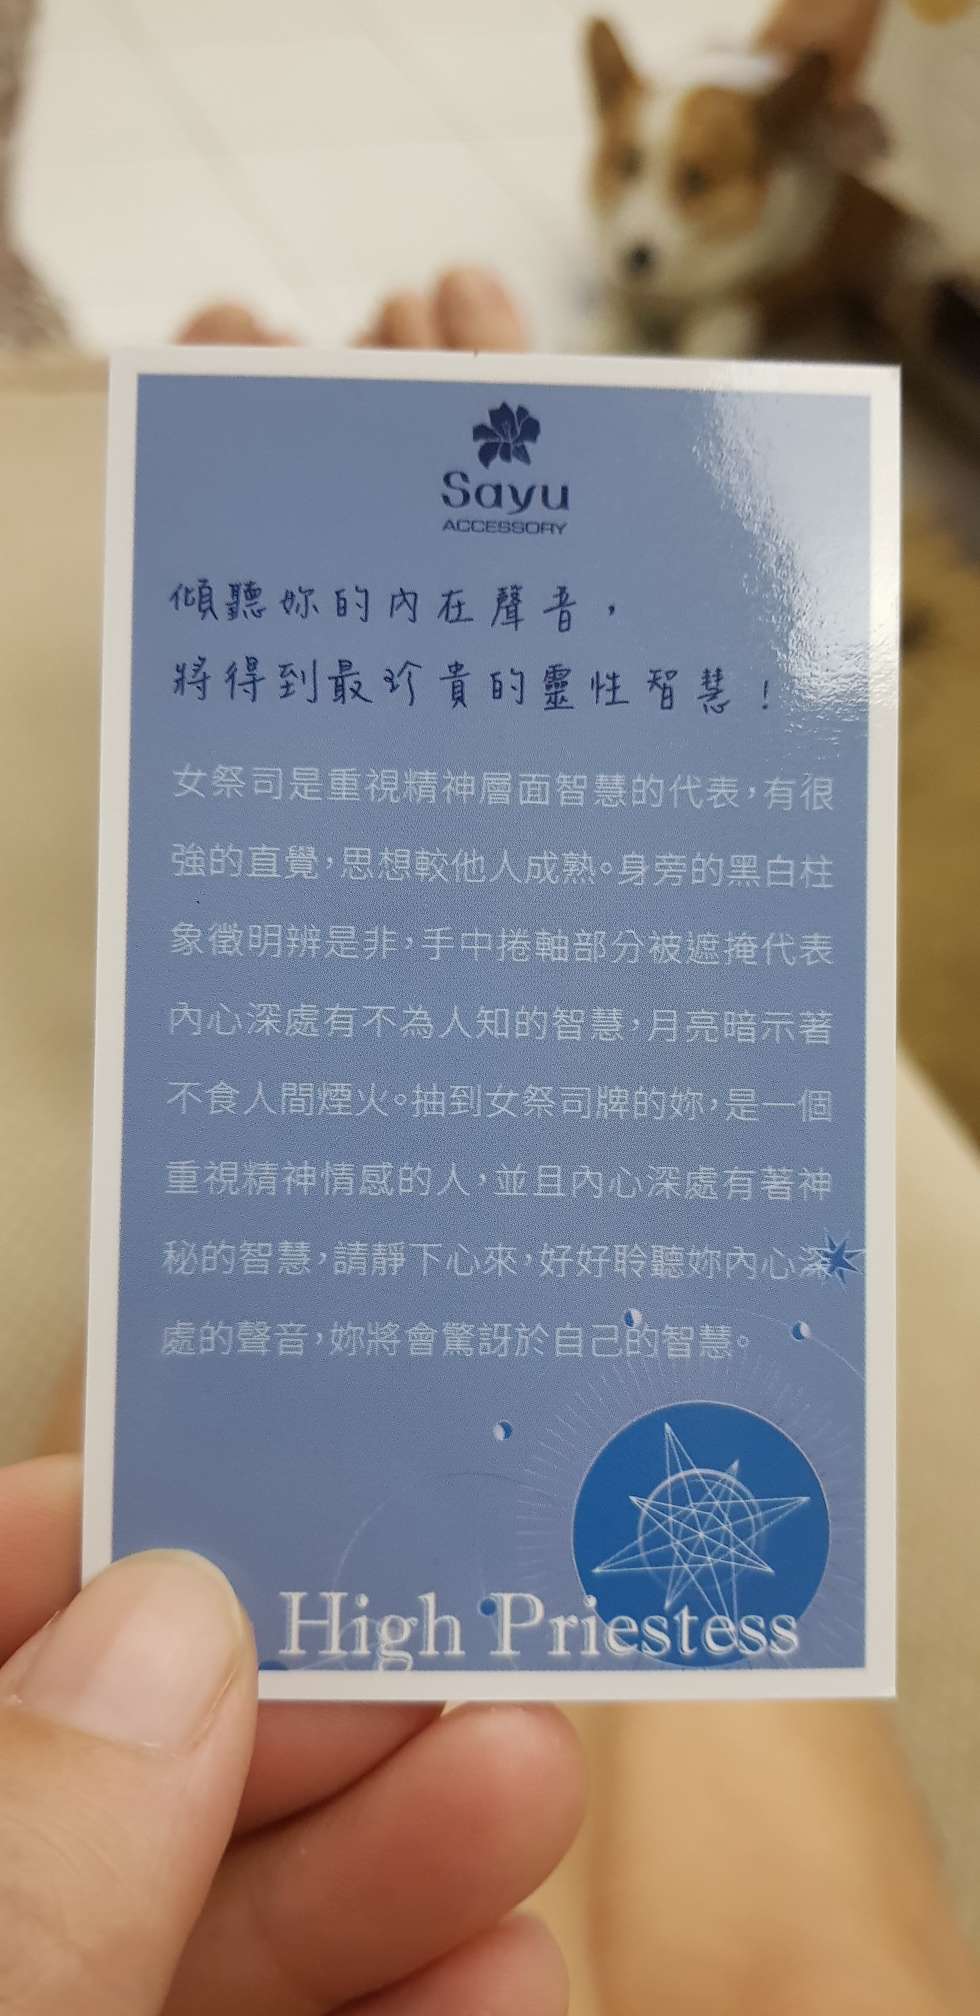 Sayu
ACCESSORY
傾聽妳的內在聲音，
將得到最珍貴的靈性智慧！
女祭司是重視精神層面智慧的代表，有很
強的直覺，思想較他人成熟。身旁的黑白柱
象徵明辨是非，手中捲軸部分被遮掩代表
內心深處有不為人知的智慧，月亮暗示著
不食人間煙火。抽到女祭司牌的妳，是一個
重視精神情感的人，並且內心深處有著神
秘的智慧，請靜下心來，好好聆聽妳內心深
處的聲音，妳將會驚訝於自己的智慧。
High Priestess